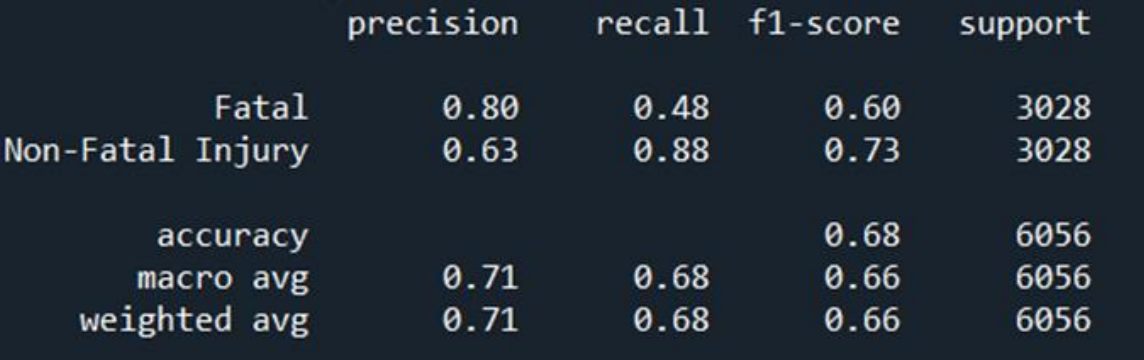 precision recall f1-score support
Fatal 0.80 0.48 0.60 3028
Non-Fatal Injury 0.63 0.88 0.73 3028
accuracy 0.68 6056
macro avg 0.71 0.68 0.66 6056
weighted avg 0.71 0.68 0.66 6056